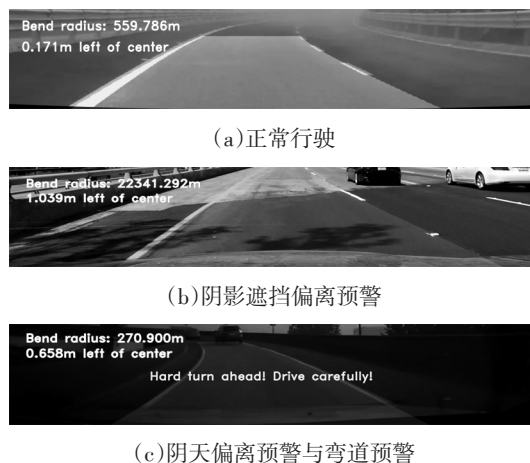 Bend radius: 559.786m
0.171m left of center
(a)正常行驶
Bend radius: 22341.292m
1.039m left of center
(b)阴影遮挡偏离预警
Bend radius: 270.900m
0.658m left of center
Hard turn ahead! Drive carefully!
(c)阴天偏离预警与弯道预警